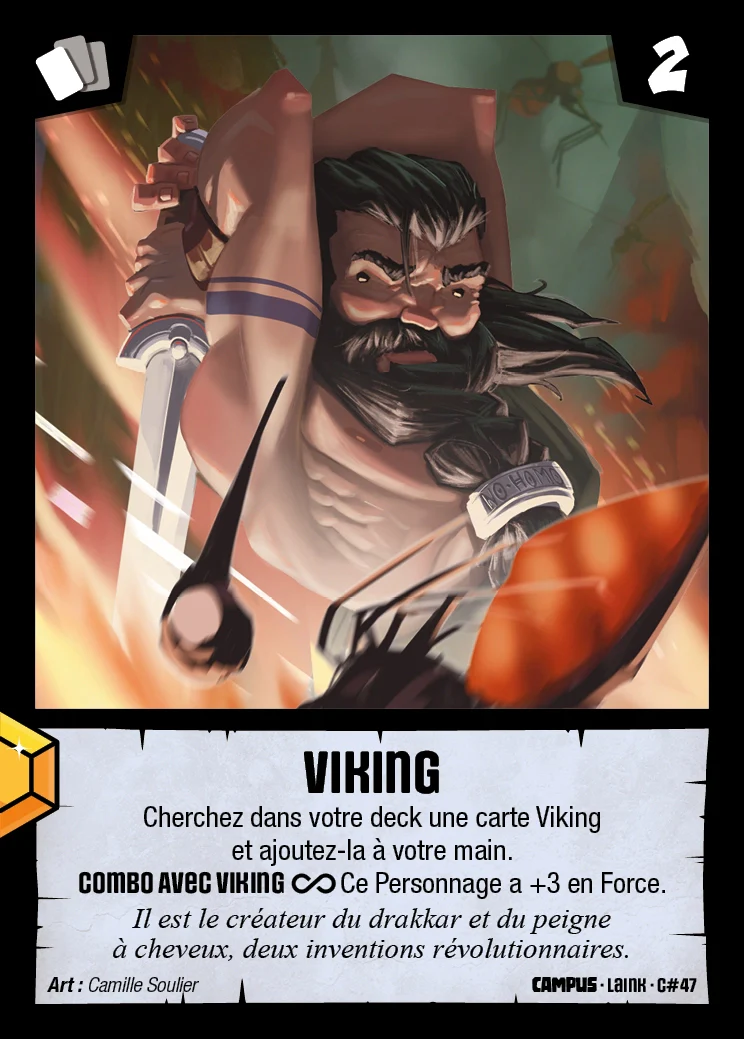 2
NO·HOMO
VIKING
Cherchez dans votre deck une carte Viking
et ajoutez-la à votre main.
COMBO AVEC VIKING ∞ Ce Personnage a +3 en Force.
Il est le créateur du drakkar et du peigne
à cheveux, deux inventions révolutionnaires.
Art : Camille Soulier
CAMPUS · LAINK · C#47